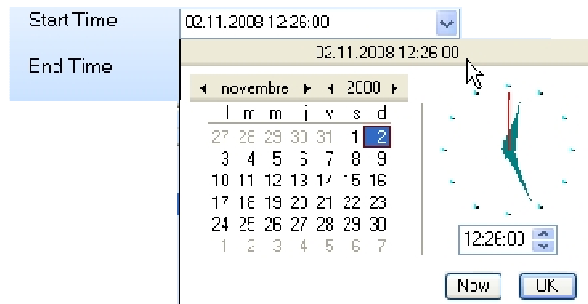 Start Time 02.11.2008 12:26:00
02.11.2008 12:26:00
End Time
novembre 2008
l m m j v s d
27 28 29 30 31 1 2
3 4 5 6 7 8 9
10 11 12 13 14 15 16
17 18 19 20 21 22 23
24 25 26 27 28 29 30
1 2 3 4 5 6 7
12:26:00
Now OK